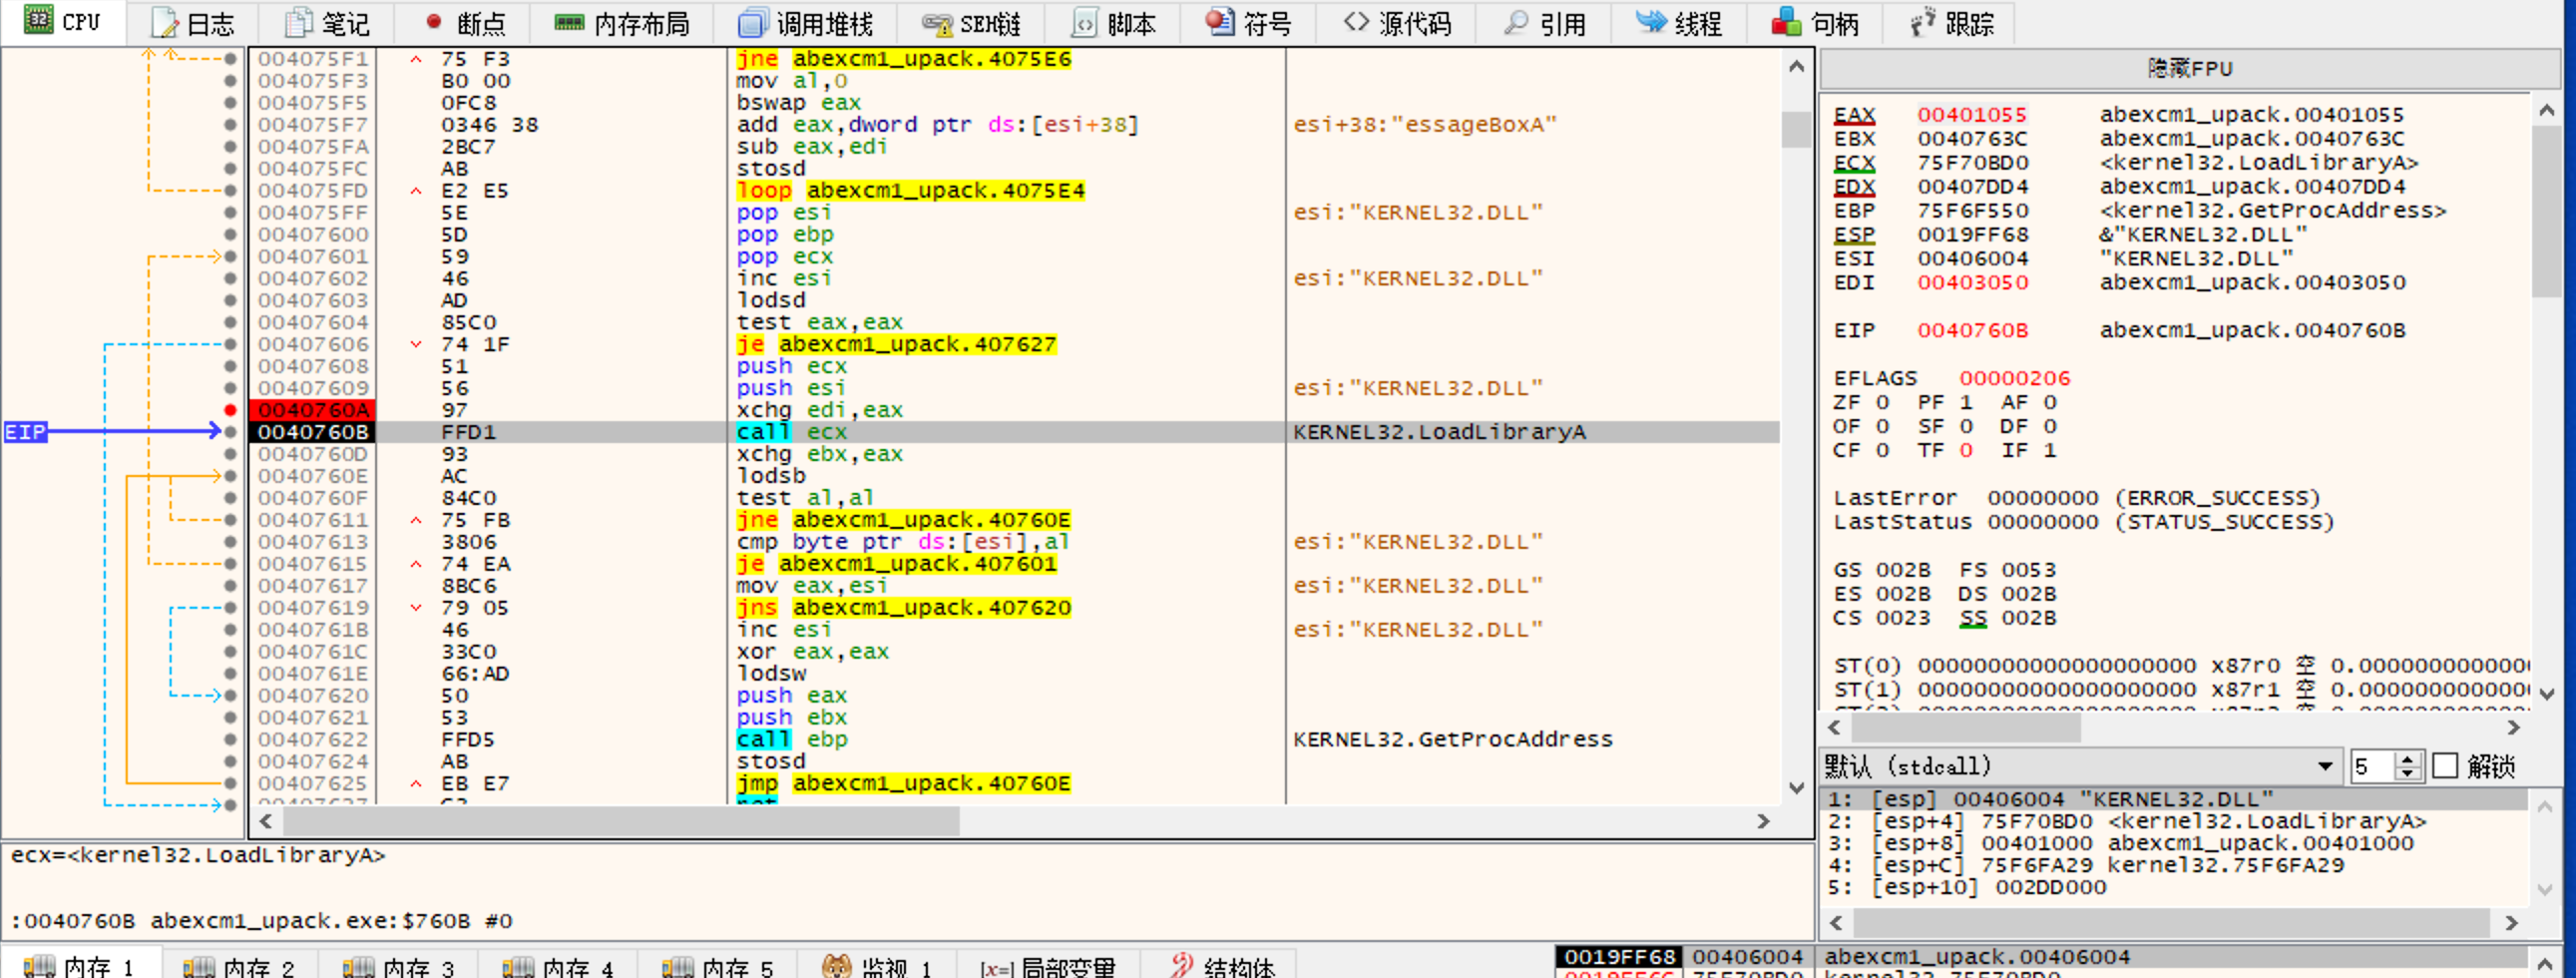 CPU 日志 笔记 断点 内存布局 调用堆栈 SEH链 脚本 符号 源代码 引用 线程 句柄 跟踪
004075F1 75 F3 jne abexcm1_upack.4075E6
004075F3 B0 00 mov al,0
004075F5 0FC8 bswap eax
004075F7 0346 38 add eax,dword ptr ds:[esi+38] esi+38:"essageBoxA"
004075FA 2BC7 sub eax,edi
004075FC AB stosd
004075FD E2 E5 loop abexcm1_upack.4075E4
004075FF 5E pop esi esi:"KERNEL32.DLL"
00407600 5D pop ebp
00407601 59 pop ecx
00407602 46 inc esi esi:"KERNEL32.DLL"
00407603 AD lodsd
00407604 85C0 test eax,eax
00407606 74 1F je abexcm1_upack.407627
00407608 51 push ecx
00407609 56 push esi esi:"KERNEL32.DLL"
0040760A 97 xchg edi,eax
EIP 0040760B FFD1 call ecx KERNEL32.LoadLibraryA
0040760D 93 xchg ebx,eax
0040760E AC lodsb
0040760F 84C0 test al,al
00407611 75 FB jne abexcm1_upack.40760E
00407613 3806 cmp byte ptr ds:[esi],al esi:"KERNEL32.DLL"
00407615 74 EA je abexcm1_upack.407601
00407617 8BC6 mov eax,esi esi:"KERNEL32.DLL"
00407619 79 05 jns abexcm1_upack.407620
0040761B 46 inc esi esi:"KERNEL32.DLL"
0040761C 33C0 xor eax,eax
0040761E 66:AD lodsw
00407620 50 push eax
00407621 53 push ebx
00407622 FFD5 call ebp KERNEL32.GetProcAddress
00407624 AB stosd
00407625 EB E7 jmp abexcm1_upack.40760E
00407627 C3 ret
隐藏FPU
EAX 00401055 abexcm1_upack.00401055
EBX 0040763C abexcm1_upack.0040763C
ECX 75F70BD0 <kernel32.LoadLibraryA>
EDX 00407DD4 abexcm1_upack.00407DD4
EBP 75F6F550 <kernel32.GetProcAddress>
ESP 0019FF68 &"KERNEL32.DLL"
ESI 00406004 "KERNEL32.DLL"
EDI 00403050 abexcm1_upack.00403050
EIP 0040760B abexcm1_upack.0040760B
EFLAGS 00000206
ZF 0 PF 1 AF 0
OF 0 SF 0 DF 0
CF 0 TF 0 IF 1
LastError 00000000 (ERROR_SUCCESS)
LastStatus 00000000 (STATUS_SUCCESS)
GS 002B FS 0053
ES 002B DS 002B
CS 0023 SS 002B
ST(0) 00000000000000000000 x87r0 空 0.0000000000000
ST(1) 00000000000000000000 x87r1 空 0.0000000000000
默认 (stdcall) 5 解锁
1: [esp] 00406004 "KERNEL32.DLL"
2: [esp+4] 75F70BD0 <kernel32.LoadLibraryA>
3: [esp+8] 00401000 abexcm1_upack.00401000
4: [esp+C] 75F6FA29 kernel32.75F6FA29
5: [esp+10] 002DD000
ecx=<kernel32.LoadLibraryA>
:0040760B abexcm1_upack.exe:$760B #0
内存 1 内存 2 内存 3 内存 4 内存 5 监视 1 [x=] 局部变量 结构体
0019FF68 00406004 abexcm1_upack.00406004